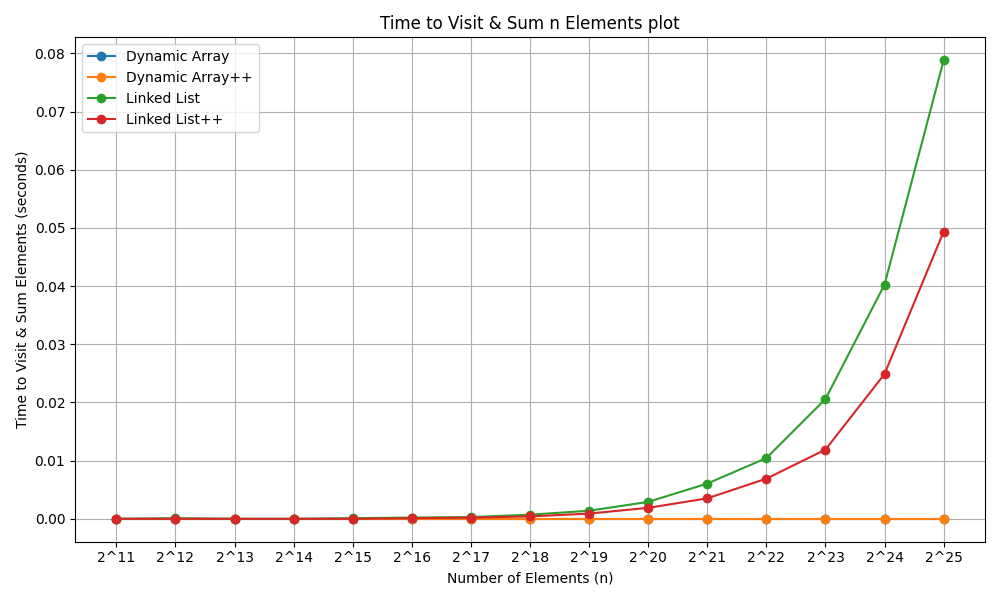 Time to Visit & Sum n Elements plot
Dynamic Array
Dynamic Array++
Linked List
Linked List++
Time to Visit & Sum Elements (seconds)
0.08
0.07
0.06
0.05
0.04
0.03
0.02
0.01
0.00
2^11 2^12 2^13 2^14 2^15 2^16 2^17 2^18 2^19 2^20 2^21 2^22 2^23 2^24 2^25
Number of Elements (n)